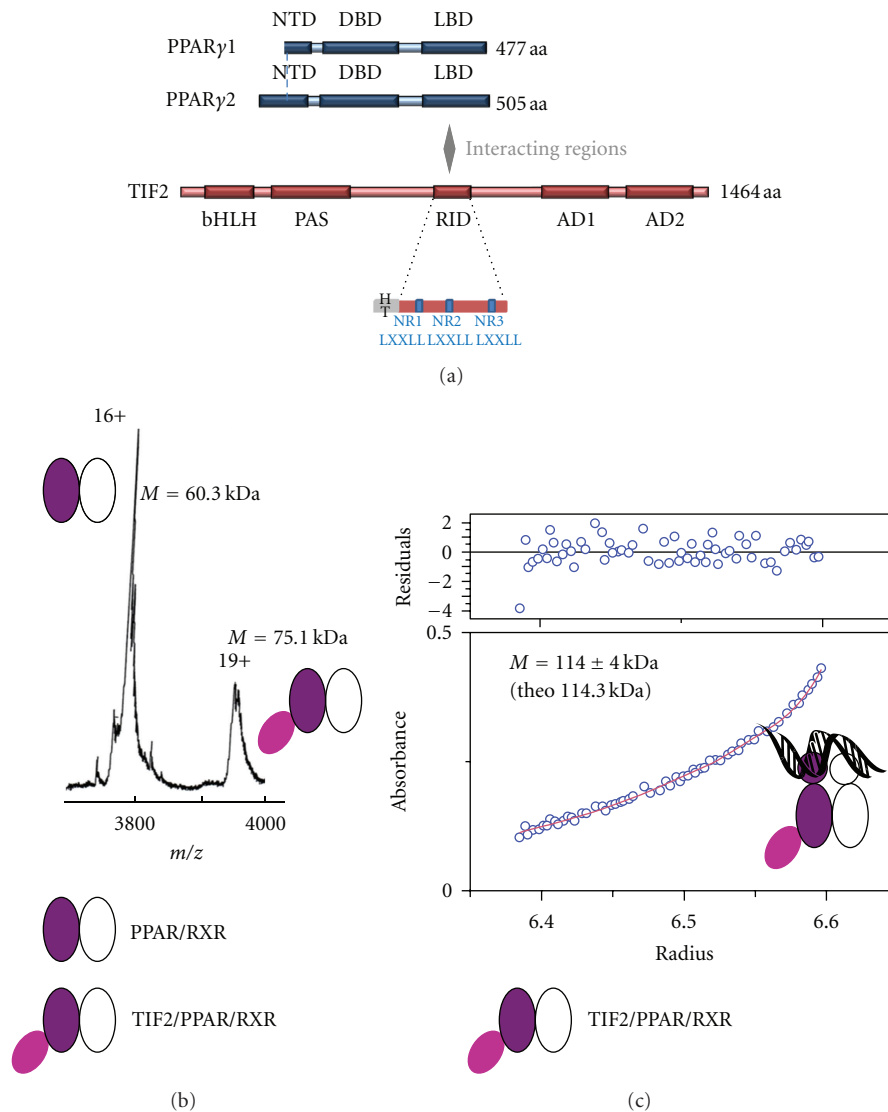 NTD DBD LBD
PPARγ1 477 aa
NTD DBD LBD
PPARγ2 505 aa
Interacting regions
TIF2 1464 aa
bHLH PAS RID AD1 AD2
H
T
NR1 NR2 NR3
LXXLL LXXLL LXXLL
(a)
16+
M = 60.3 kDa
M = 75.1 kDa
19+
3800 4000
m/z
PPAR/RXR
TIF2/PPAR/RXR
(b)
Residuals
2
0
−2
−4
0.5
M = 114 ± 4 kDa
(theo 114.3 kDa)
Absorbance
0
6.4 6.5 6.6
Radius
TIF2/PPAR/RXR
(c)